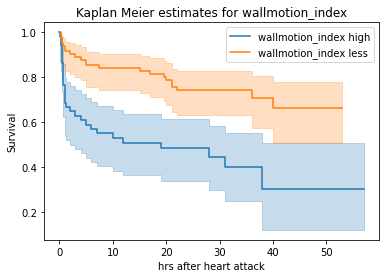 Kaplan Meier estimates for wallmotion_index
wallmotion_index high
wallmotion_index less
Survival
1.0
0.8
0.6
0.4
0.2
0 10 20 30 40 50
hrs after heart attack